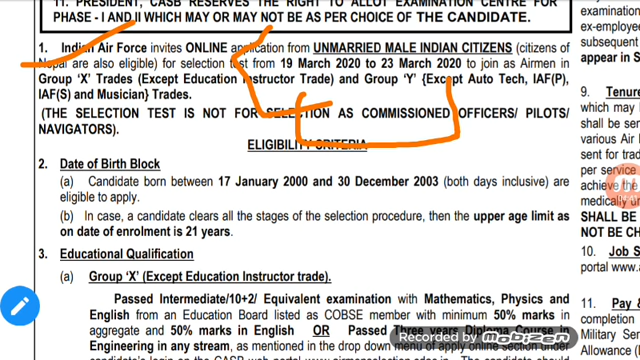 11. PRESIDENT, CASB RESERVES THE RIGHT TO ALLOT EXAMINATION CENTRE FOR
PHASE - I AND II WHICH MAY OR MAY NOT BE AS PER CHOICE OF THE CANDIDATE.
1. Indian Air Force invites ONLINE application from UNMARRIED MALE INDIAN CITIZENS (citizens of
Nepal are also eligible) for selection test from 19 March 2020 to 23 March 2020 to join as Airmen in
Group 'X' Trades (Except Education Instructor Trade) and Group 'Y' {Except Auto Tech, IAF(P),
IAF(S) and Musician} Trades.
(THE SELECTION TEST IS NOT FOR SELECTION AS COMMISSIONED OFFICERS/ PILOTS/
NAVIGATORS).
ELIGIBILITY CRITERIA
2. Date of Birth Block
(a) Candidate born between 17 January 2000 and 30 December 2003 (both days inclusive) are
eligible to apply.
(b) In case, a candidate clears all the stages of the selection procedure, then the upper age limit as
on date of enrolment is 21 years.
3. Educational Qualification
(a) Group 'X' (Except Education Instructor trade).
Passed Intermediate/10+2/ Equivalent examination with Mathematics, Physics and
English from an Education Board listed as COBSE member with minimum 50% marks in
aggregate and 50% marks in English OR Passed Three years Diploma Course in
Engineering in any stream, as mentioned in the drop down menu of apply online section under
examination
ex-employee
subsequent
appear in S
9. Tenure
which may
shall be
various Air
sent for trad
per service
achieve the
medically
SHALL BE
NOT BE CH
10. Job S
portal www.
11. Pay &
Military Ser
Allowance
Recorded by
mobizen